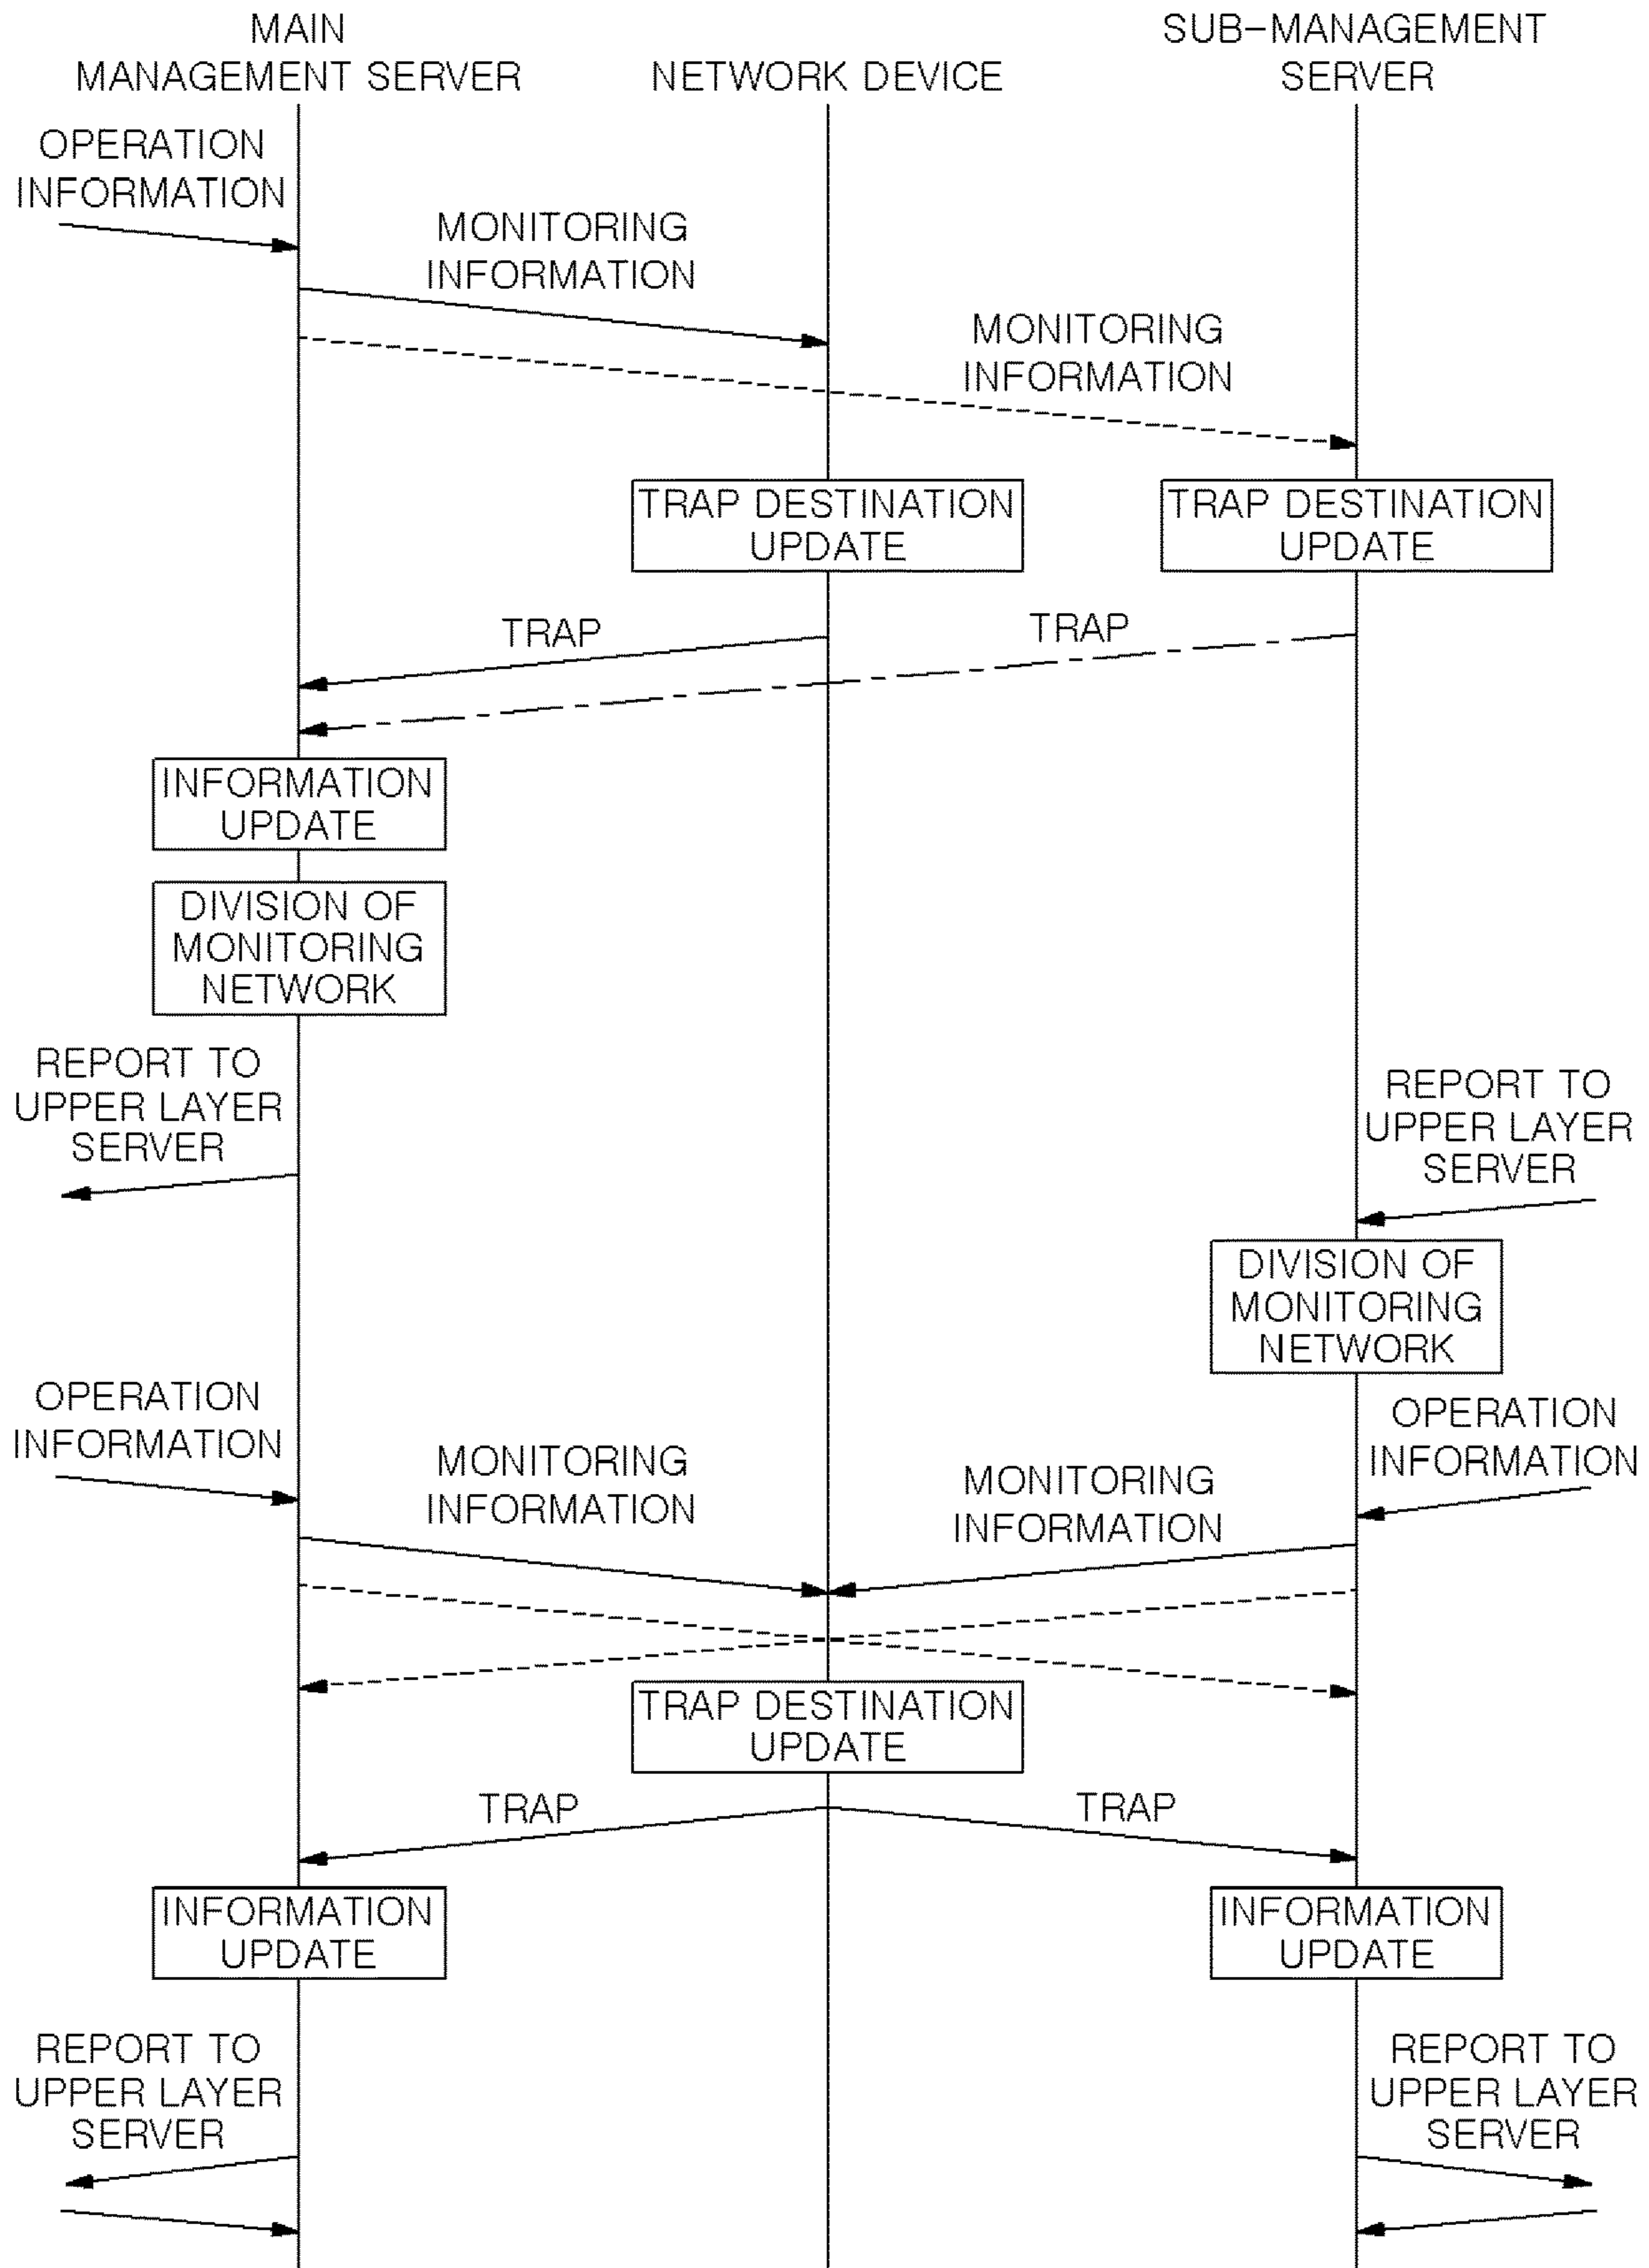 MAIN
MANAGEMENT SERVER
NETWORK DEVICE
SUB-MANAGEMENT
SERVER
OPERATION
INFORMATION
MONITORING
INFORMATION
MONITORING
INFORMATION
TRAP DESTINATION
UPDATE
TRAP DESTINATION
UPDATE
TRAP
TRAP
INFORMATION
UPDATE
DIVISION OF
MONITORING
NETWORK
REPORT TO
UPPER LAYER
SERVER
REPORT TO
UPPER LAYER
SERVER
DIVISION OF
MONITORING
NETWORK
OPERATION
INFORMATION
OPERATION
INFORMATION
MONITORING
INFORMATION
MONITORING
INFORMATION
TRAP DESTINATION
UPDATE
TRAP
TRAP
INFORMATION
UPDATE
INFORMATION
UPDATE
REPORT TO
UPPER LAYER
SERVER
REPORT TO
UPPER LAYER
SERVER